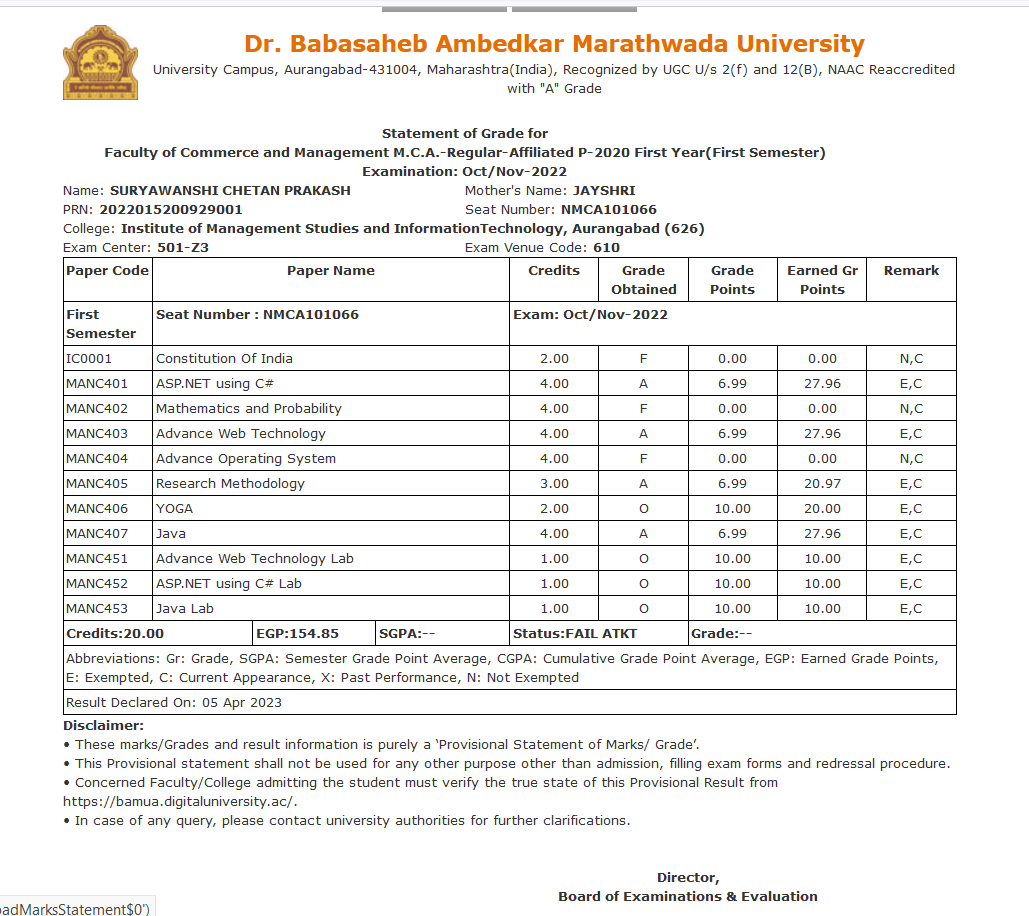 Dr. Babasaheb Ambedkar Marathwada University
University Campus, Aurangabad-431004, Maharashtra(India), Recognized by UGC U/s 2(f) and 12(B), NAAC Reaccredited
with "A" Grade
Statement of Grade for
Faculty of Commerce and Management M.C.A.-Regular-Affiliated P-2020 First Year(First Semester)
Examination: Oct/Nov-2022
Name: SURYAWANSHI CHETAN PRAKASH Mother's Name: JAYSHRI
PRN: 2022015200929001 Seat Number: NMCA101066
College: Institute of Management Studies and InformationTechnology, Aurangabad (626)
Exam Center: 501-Z3 Exam Venue Code: 610
Paper Code Paper Name Credits Grade Obtained Grade Points Earned Gr Points Remark
First Semester Seat Number : NMCA101066 Exam: Oct/Nov-2022
IC0001 Constitution Of India 2.00 F 0.00 0.00 N,C
MANC401 ASP.NET using C# 4.00 A 6.99 27.96 E,C
MANC402 Mathematics and Probability 4.00 F 0.00 0.00 N,C
MANC403 Advance Web Technology 4.00 A 6.99 27.96 E,C
MANC404 Advance Operating System 4.00 F 0.00 0.00 N,C
MANC405 Research Methodology 3.00 A 6.99 20.97 E,C
MANC406 YOGA 2.00 O 10.00 20.00 E,C
MANC407 Java 4.00 A 6.99 27.96 E,C
MANC451 Advance Web Technology Lab 1.00 O 10.00 10.00 E,C
MANC452 ASP.NET using C# Lab 1.00 O 10.00 10.00 E,C
MANC453 Java Lab 1.00 O 10.00 10.00 E,C
Credits:20.00 EGP:154.85 SGPA:-- Status:FAIL ATKT Grade:--
Abbreviations: Gr: Grade, SGPA: Semester Grade Point Average, CGPA: Cumulative Grade Point Average, EGP: Earned Grade Points,
E: Exempted, C: Current Appearance, X: Past Performance, N: Not Exempted
Result Declared On: 05 Apr 2023
Disclaimer:
• These marks/Grades and result information is purely a ‘Provisional Statement of Marks/ Grade’.
• This Provisional statement shall not be used for any other purpose other than admission, filling exam forms and redressal procedure.
• Concerned Faculty/College admitting the student must verify the true state of this Provisional Result from
https://bamua.digitaluniversity.ac/.
• In case of any query, please contact university authorities for further clarifications.
Director,
Board of Examinations & Evaluation
oadMarksStatement$0')